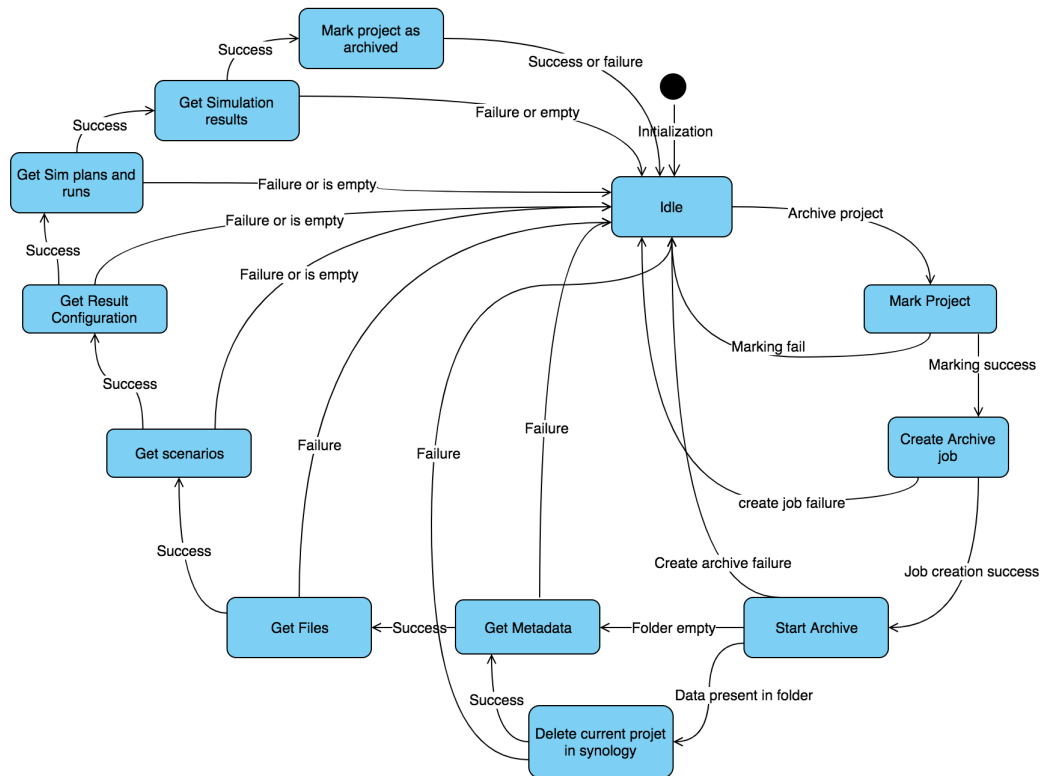 Mark project as
archived
Success
Success or failure
Get Simulation
results
Failure or empty
Initialization
Success
Get Sim plans and
runs
Failure or is empty
Idle
Archive project
Failure or is empty
Success
Failure or is empty
Get Result
Configuration
Mark Project
Marking fail
Marking success
Success
Get scenarios
Failure
Failure
Failure
Create Archive
job
create job failure
Success
Create archive failure
Job creation success
Get Files
Success
Get Metadata
Folder empty
Start Archive
Success
Data present in folder
Delete current projet
in synology